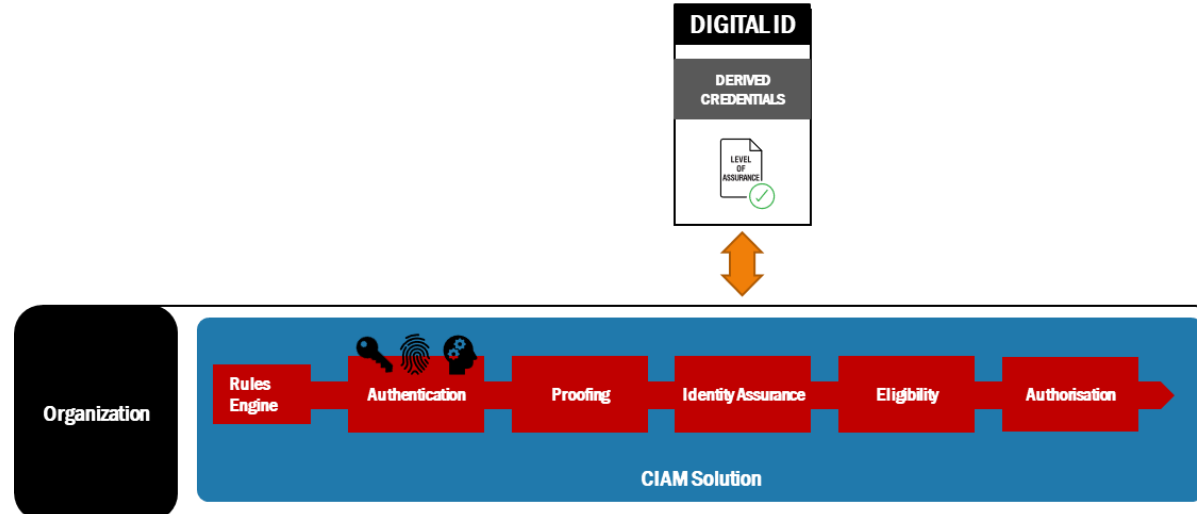 DIGITAL ID
DERIVED
CREDENTIALS
LEVEL
OF
ASSURANCE
Organization
Rules
Engine
Authentication
Proofing
Identity Assurance
Eligibility
Authorisation
CIAM Solution